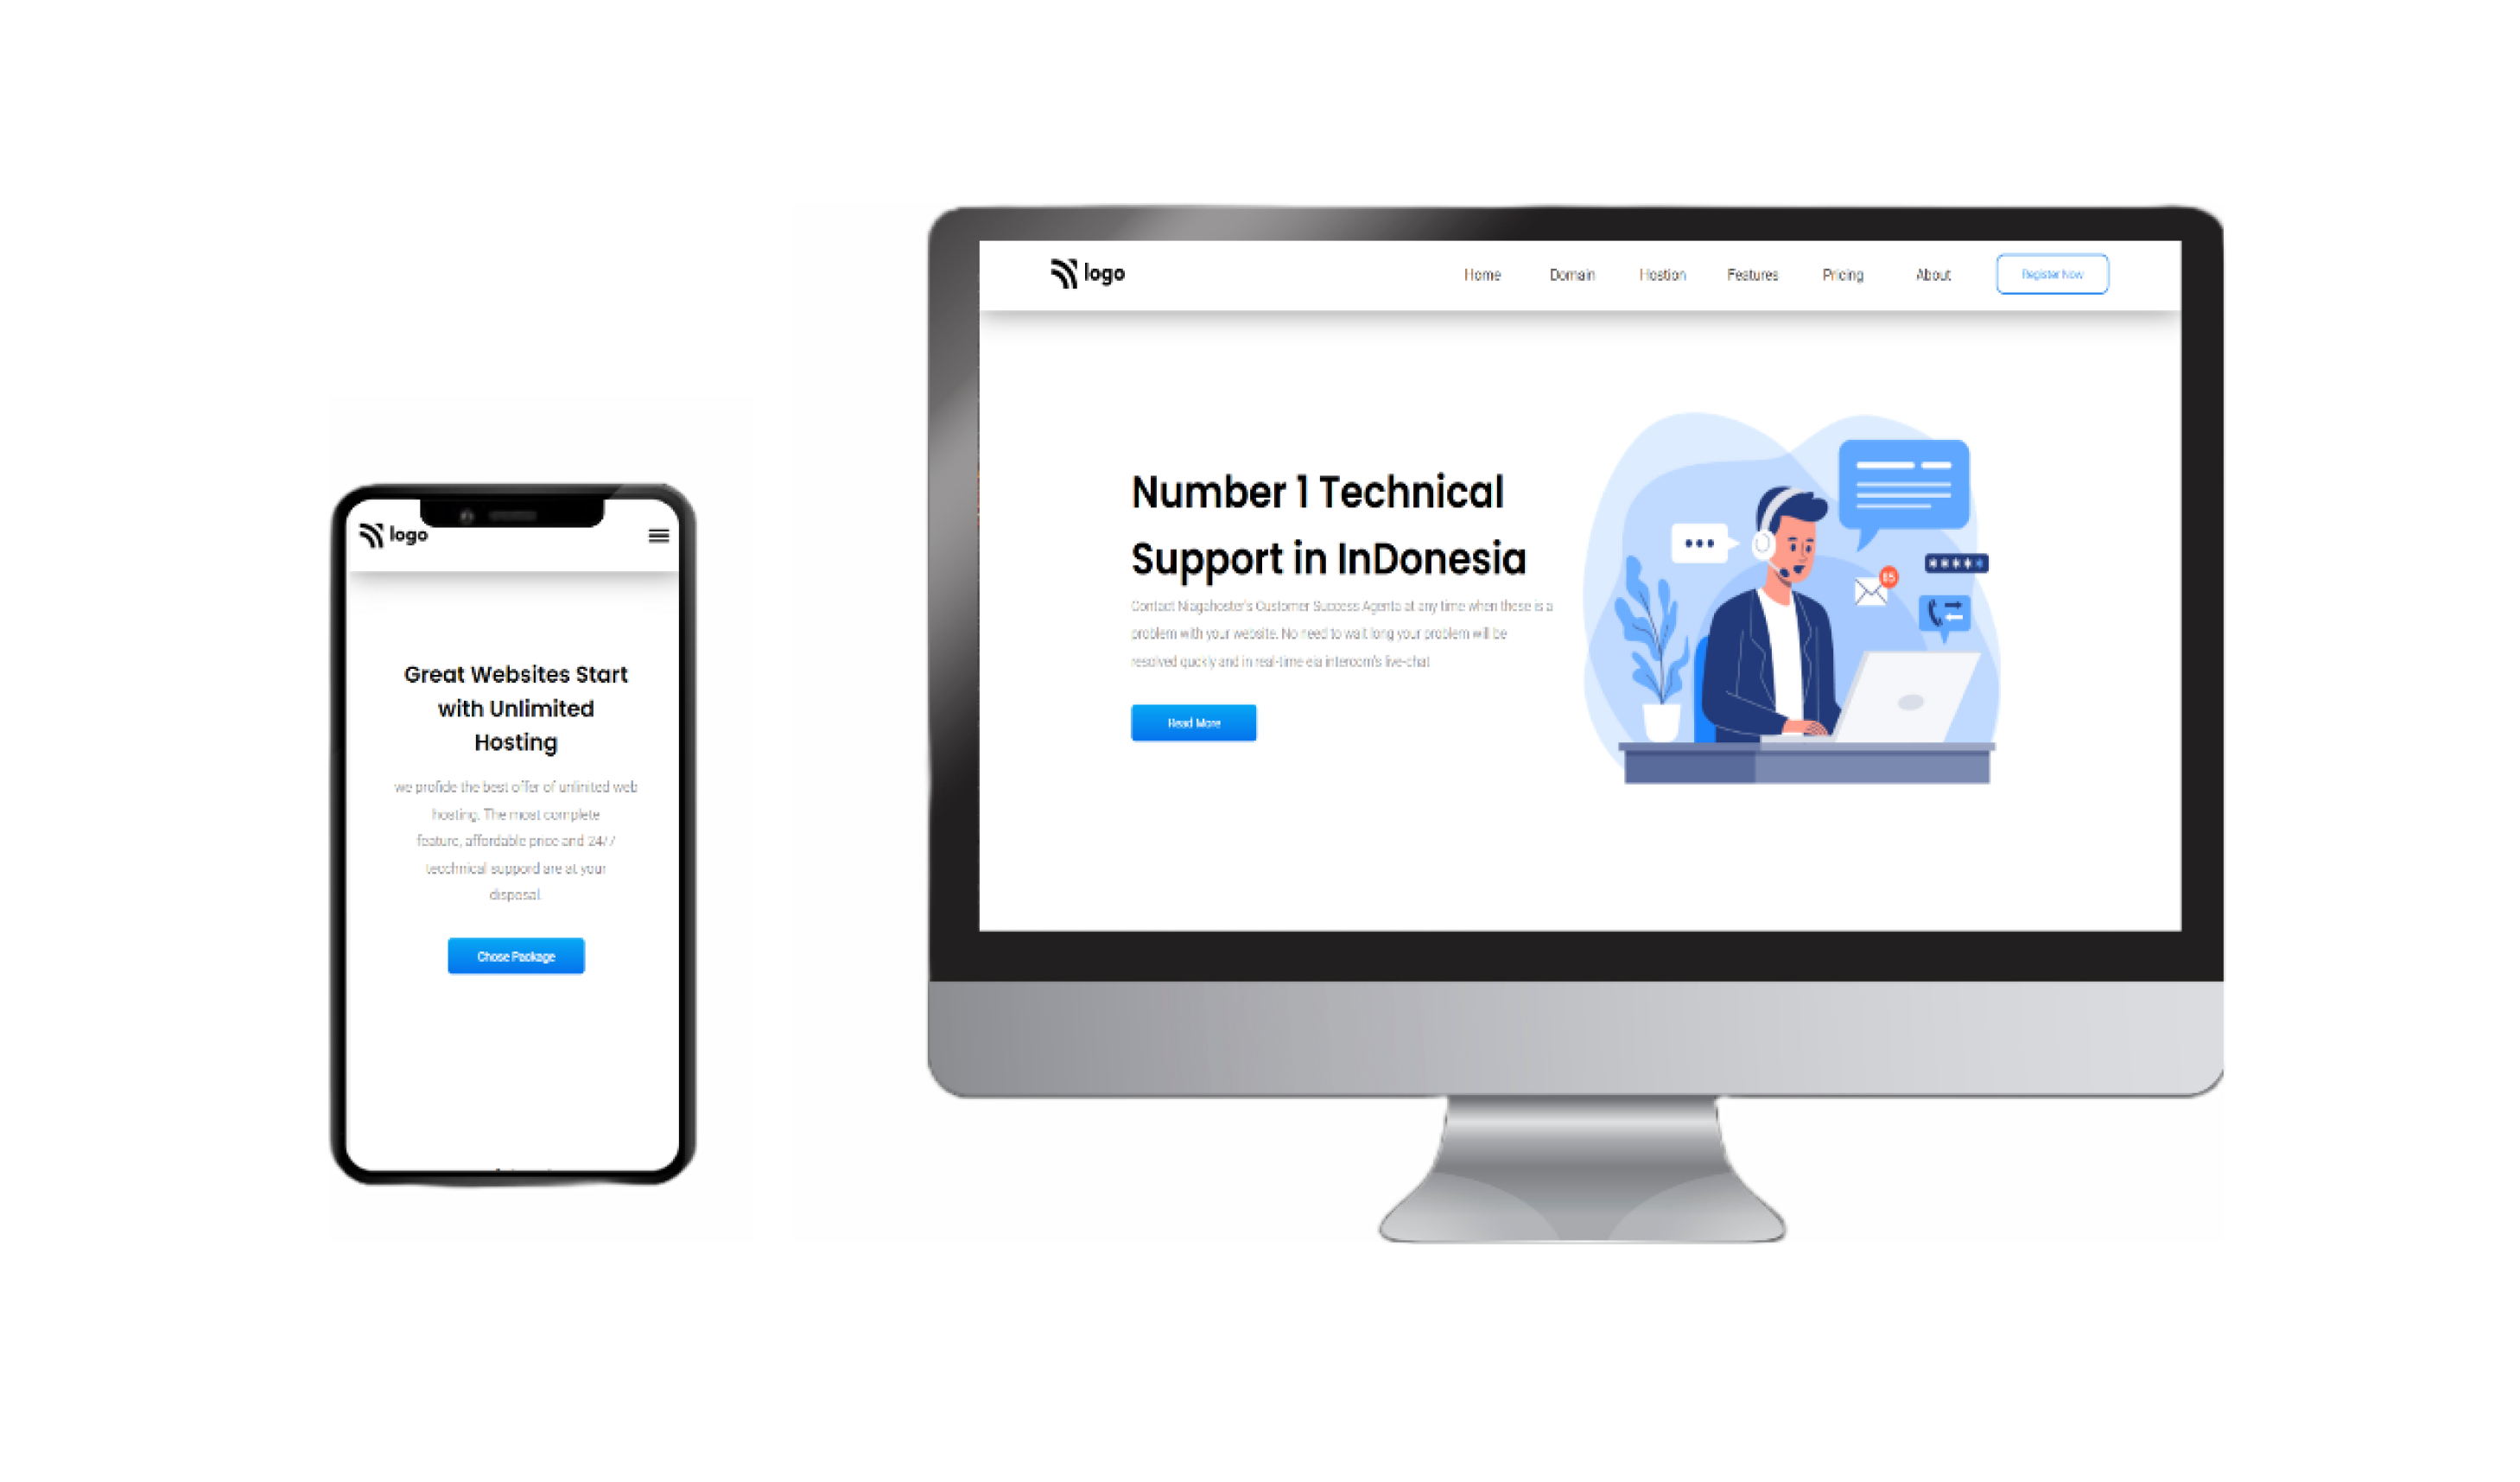 logo
Great Websites Start
with Unlimited
Hosting
we profide the best offer of unlimited web
hosting. The most complete
feature, affordable price and 24/7
tecchnical suppord are at your
disposal.
Chose Package
logo
Home Domain Hostion Features Pricing About Register Now
Number 1 Technical
Support in InDonesia
Contact Niagahoster's Customer Success Agenta at any time when these is a
problem with your website. No need to wait long your problem will be
resolved quckly and in real-time eia intercom's live-chat
Read More